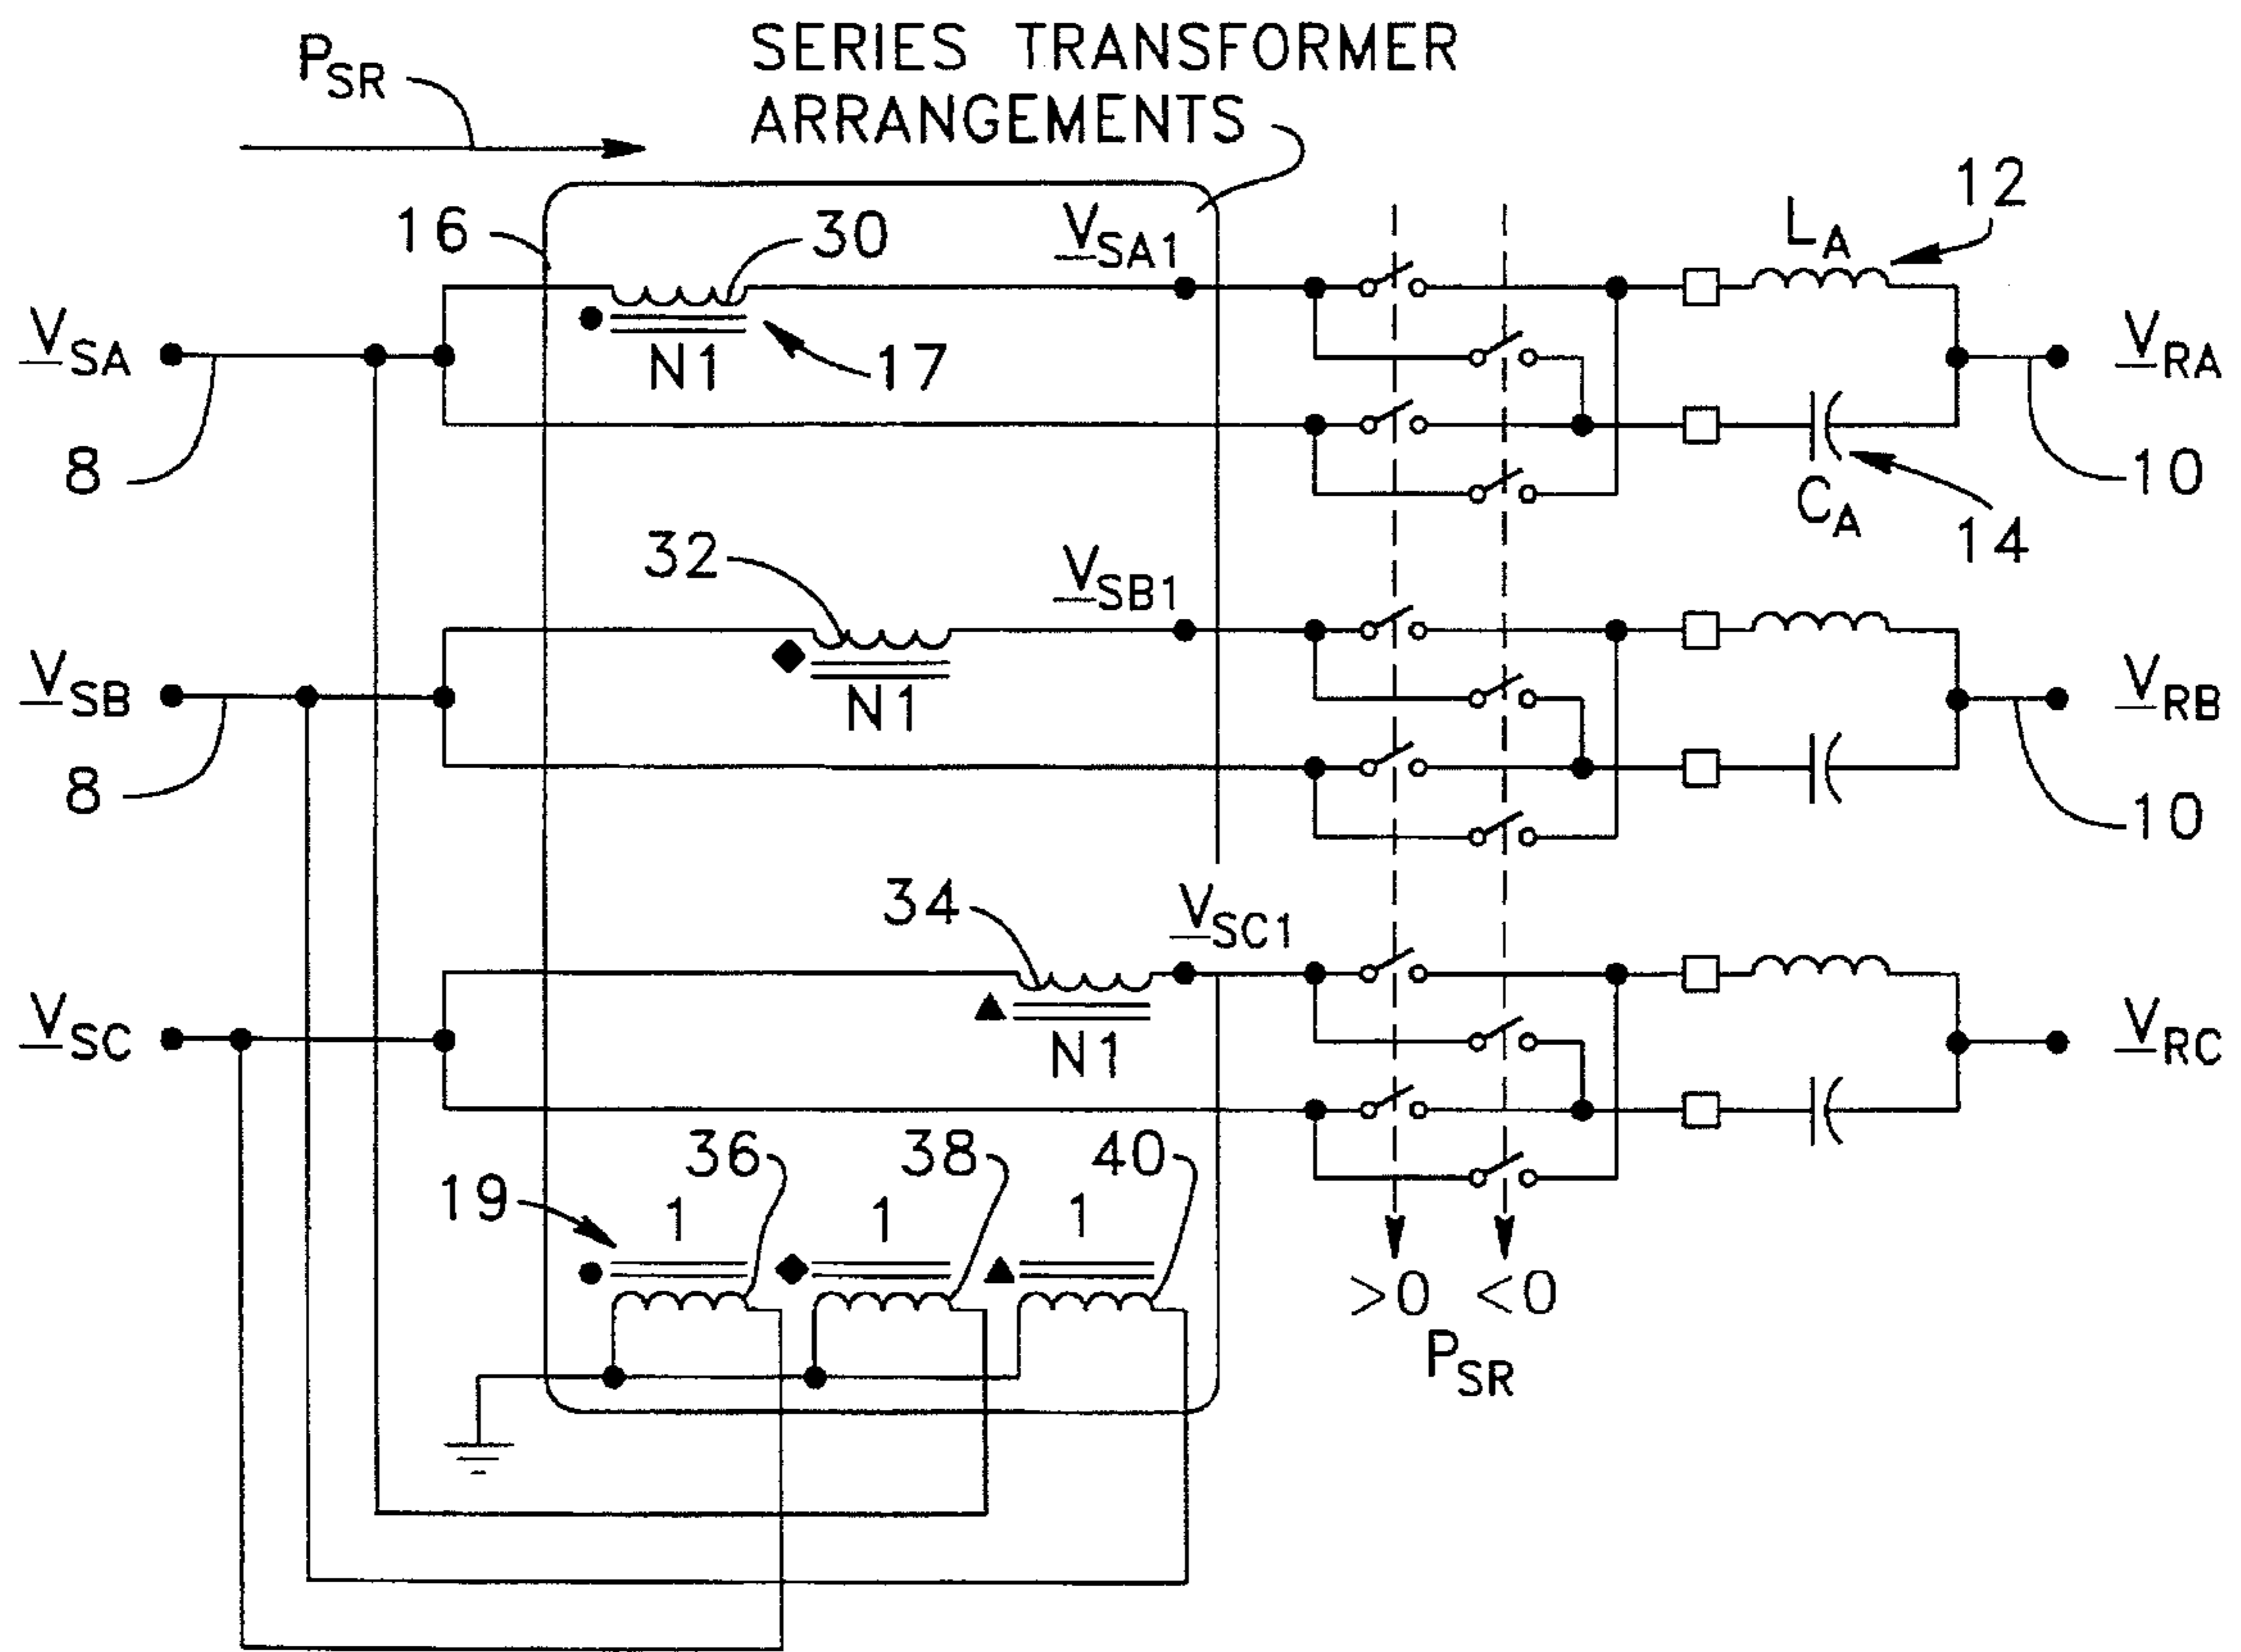 SERIES TRANSFORMER
ARRANGEMENTS
PSR
16
30
VSA1
LA
12
VSA
N1
17
VRA
8
CA
10
14
32
VSB1
VSB
N1
VRB
8
10
34
VSC1
VSC
N1
VRC
36
38
40
19
1
1
1
>0
<0
PSR